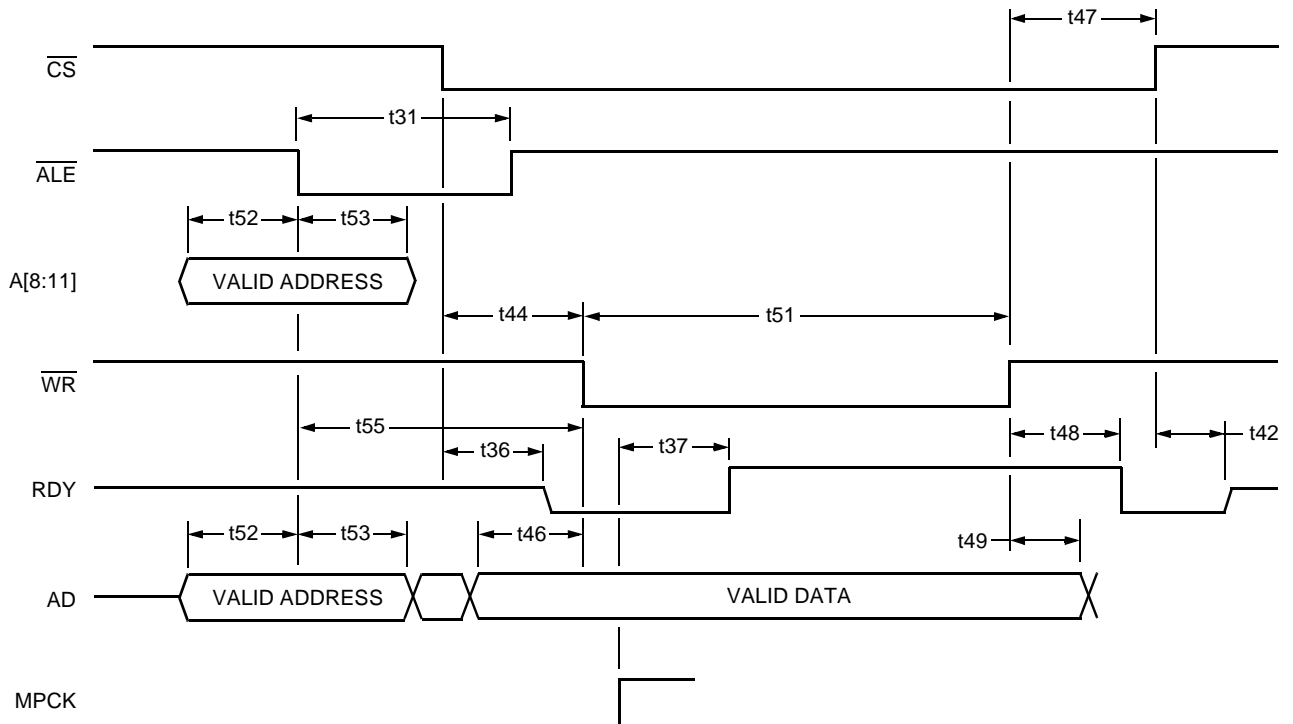 t47
CS
t31
ALE
t52 t53
A[8:11] VALID ADDRESS
t44 t51
WR
t55 t48 t42
t36 t37
RDY
t52 t53 t46 t49
AD VALID ADDRESS VALID DATA
MPCK